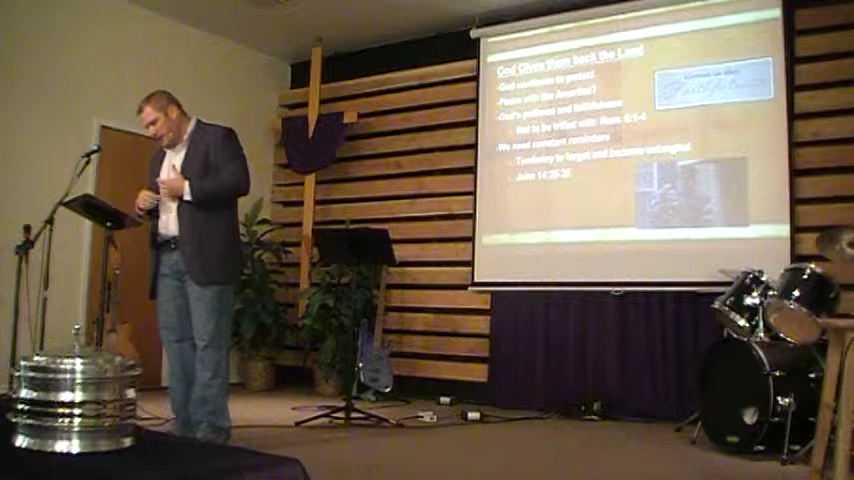 God Gives them back the Land
God continues to protect
Peace with the Amorites?
God's patience and faithfulness
Not to be trifled with: Rom. 6:1-4
We need constant reminders
Tendency to forget and become entangled
John 14:25-26
Faithfulness